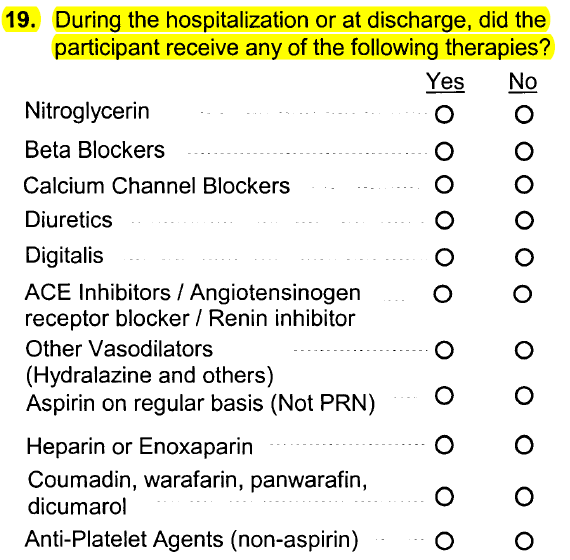 19. During the hospitalization or at discharge, did the
participant receive any of the following therapies?
Yes No
Nitroglycerin
Beta Blockers
Calcium Channel Blockers
Diuretics
Digitalis
ACE Inhibitors / Angiotensinogen
receptor blocker / Renin inhibitor
Other Vasodilators
(Hydralazine and others)
Aspirin on regular basis (Not PRN)
Heparin or Enoxaparin
Coumadin, warafarin, panwarafin,
dicumarol
Anti-Platelet Agents (non-aspirin)